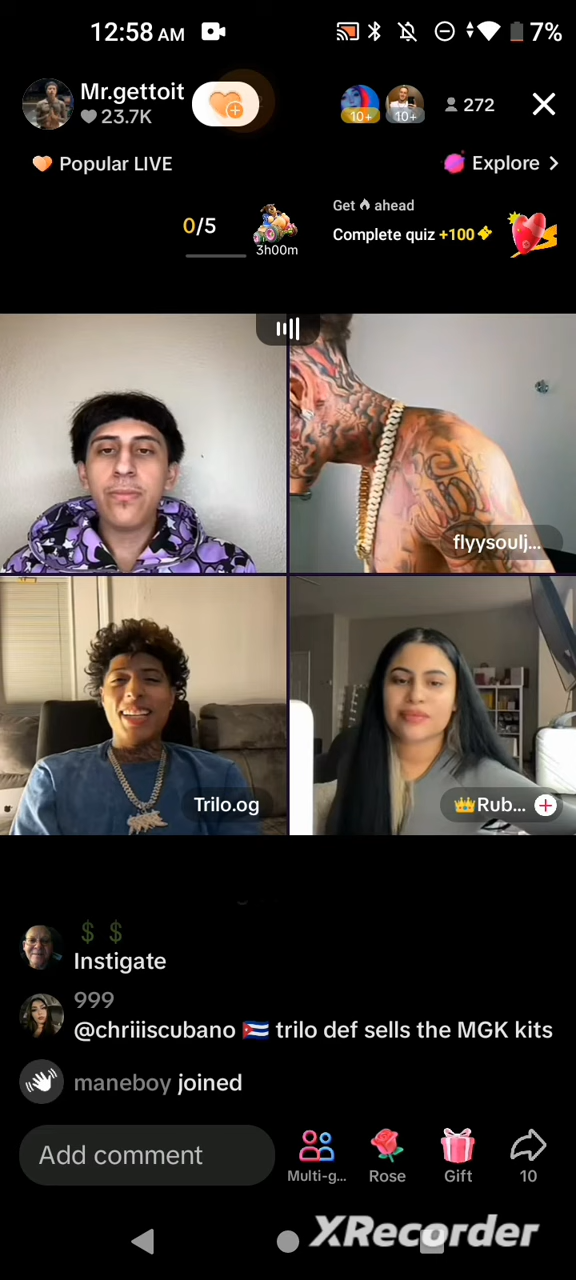 12:58 AM
7%
Mr.gettoit
23.7K
10+
10+
272
Popular LIVE
Explore
0/5
3h00m
Get ahead
Complete quiz +100
flyysoulj...
Trilo.og
Rub...
$ $
Instigate
999
@chriiiscubano 🇨🇺 trilo def sells the MGK kits
maneboy joined
Add comment
Multi-g...
Rose
Gift
10
XRecorder